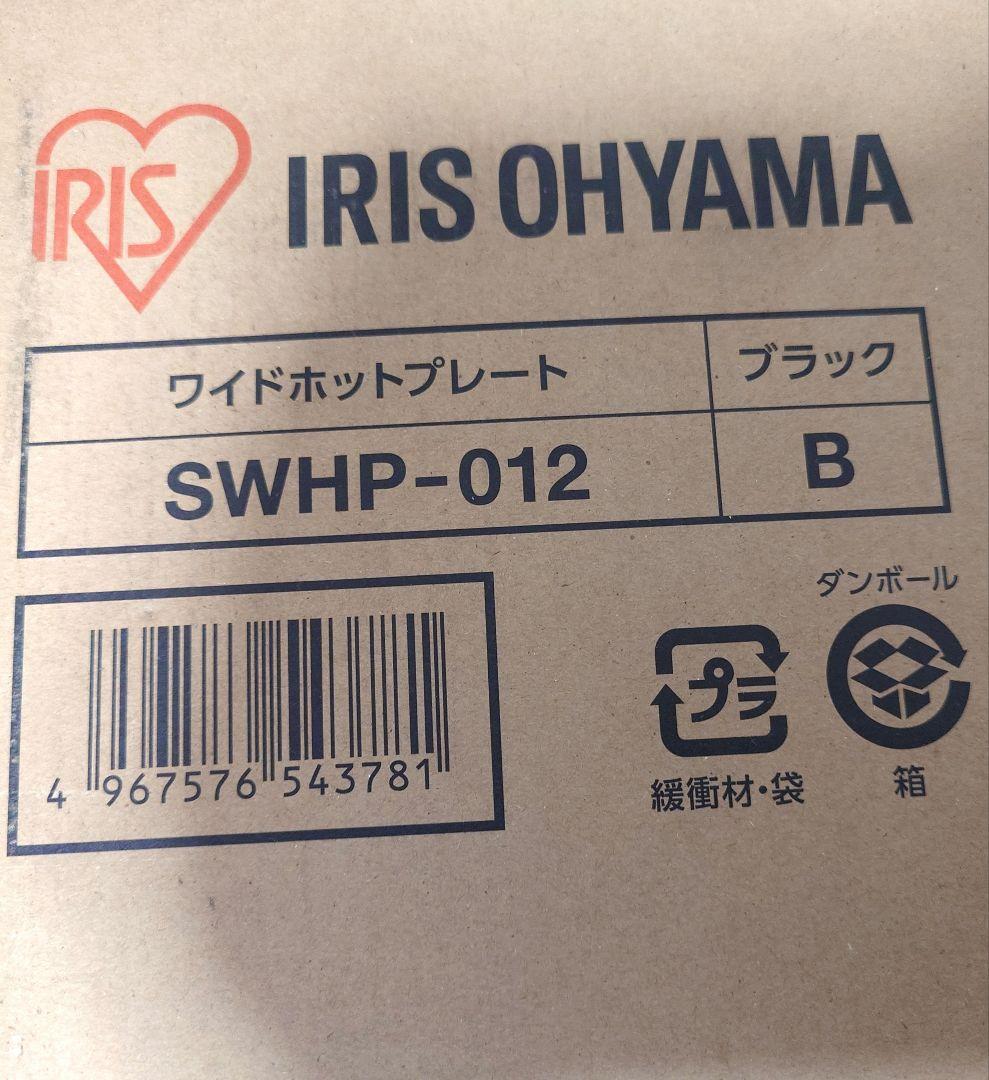 IRIS
IRIS OHYAMA
ワイドホットプレート
ブラック
SWHP-012
B
4 967576 543781
ダンボール
プラ
緩衝材・袋
箱